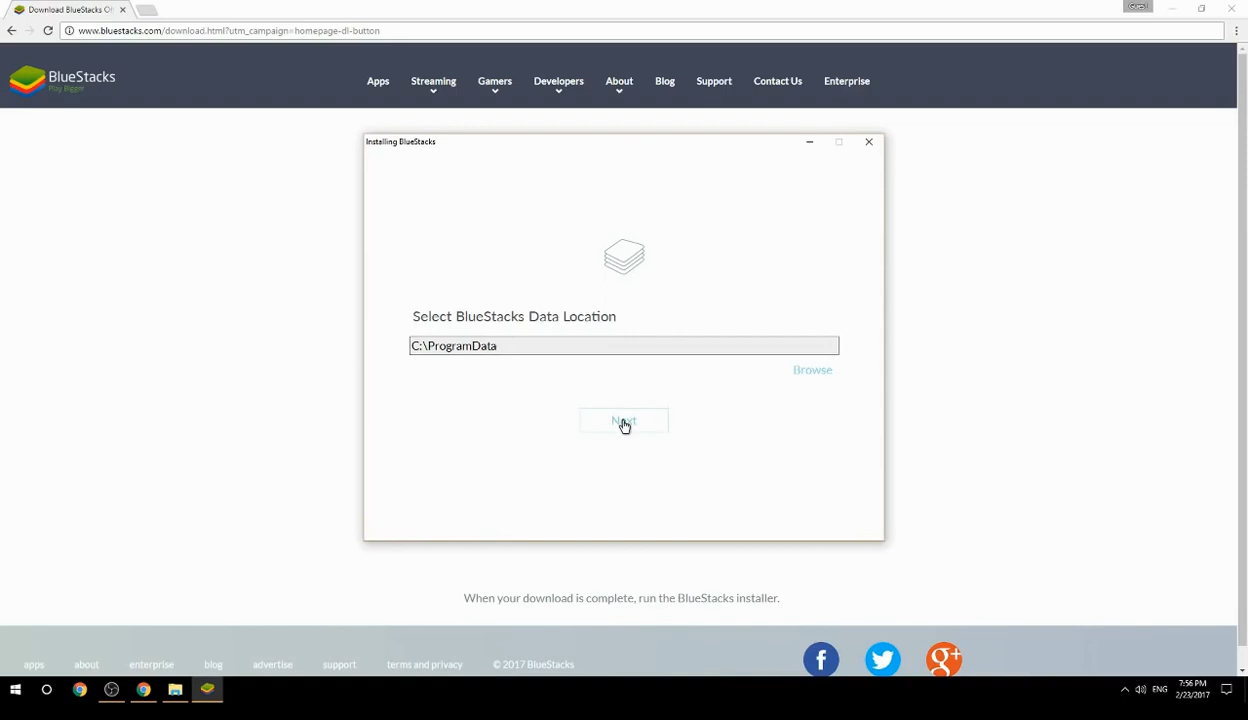 Download BlueStacks Of
Guest
www.bluestacks.com/download.html?utm_campaign=homepage-dl-button
BlueStacks
Play Bigger
Apps
Streaming
Gamers
Developers
About
Blog
Support
Contact Us
Enterprise
Installing BlueStacks
Select BlueStacks Data Location
C:\ProgramData
Browse
Next
When your download is complete, run the BlueStacks installer.
apps
about
enterprise
blog
advertise
support
terms and privacy
© 2017 BlueStacks
f
g+
ENG
7:56 PM
2/23/2017